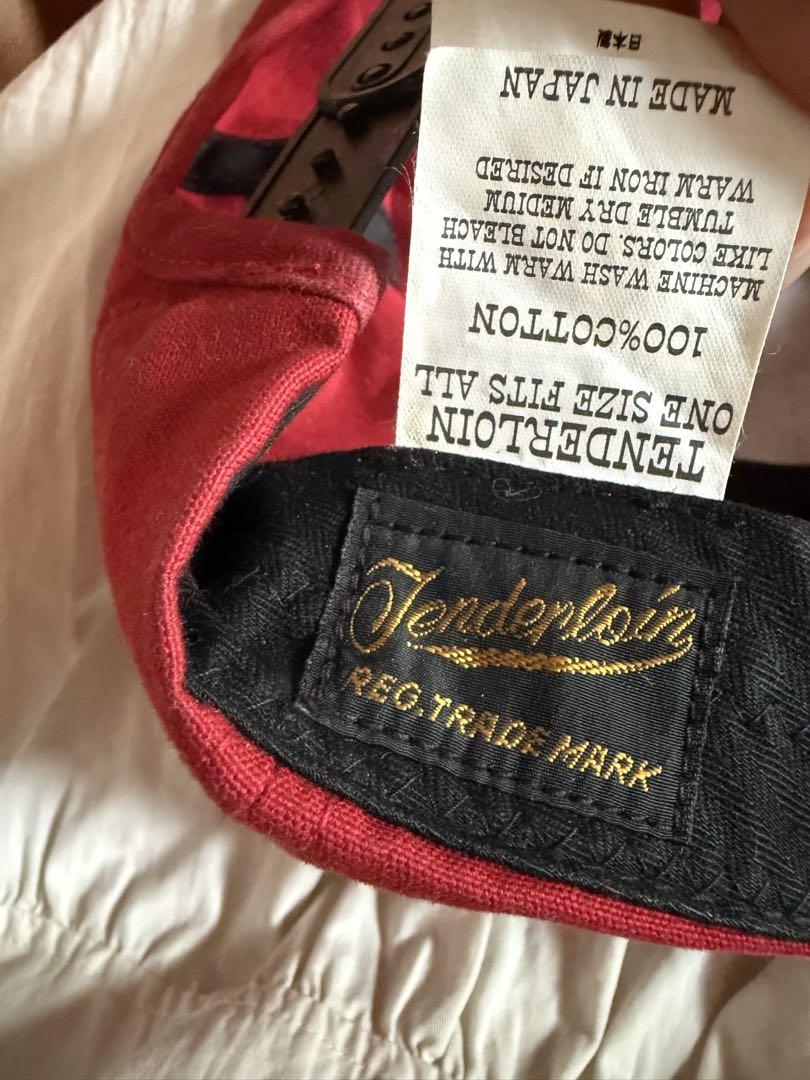 TENDERLOIN
ONE SIZE FITS ALL
100%COTTON
MACHINE WASH WARM WITH
LIKE COLORS. DO NOT BLEACH
TUMBLE DRY MEDIUM
WARM IRON IF DESIRED
MADE IN JAPAN
日本製
Tenderloin
REG. TRADE MARK